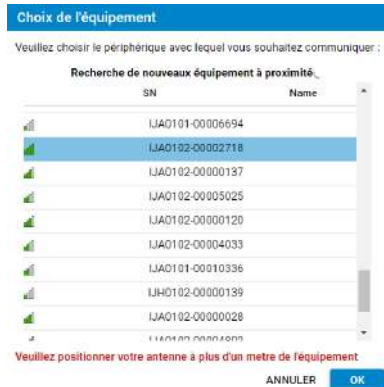 Choix de l'équipement
Veuillez choisir le périphérique avec lequel vous souhaitez communiquer :
Recherche de nouveaux équipement à proximité
SN Name
IJA0101-00006694
IJA0102-00002718
IJA0102-00000137
IJA0102-00005025
IJA0102-00000120
IJA0102-00004033
IJA0101-00010336
IJH0102-00000139
IJA0102-00000028
Veuillez positionner votre antenne à plus d'un metre de l'équipement
ANNULER OK